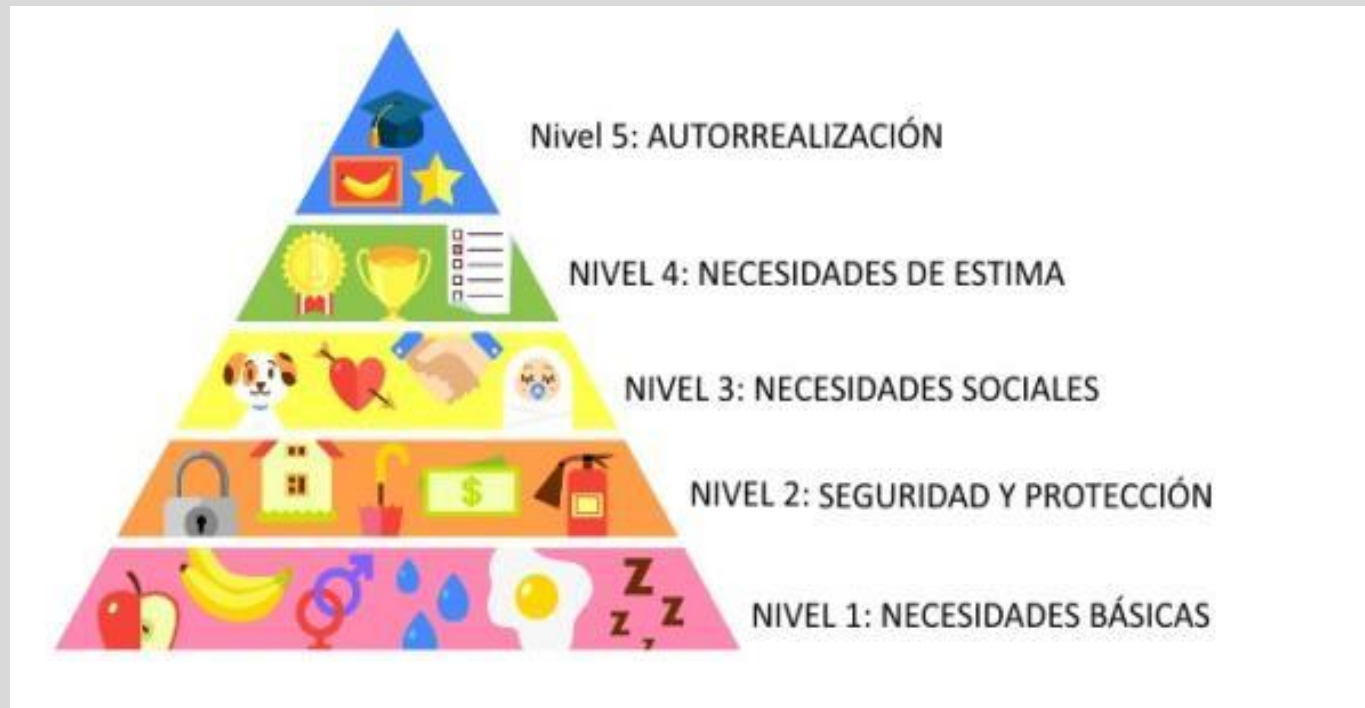 Nivel 5: AUTORREALIZACIÓN
NIVEL 4: NECESIDADES DE ESTIMA
NIVEL 3: NECESIDADES SOCIALES
$
NIVEL 2: SEGURIDAD Y PROTECCIÓN
Z
Z
Z
Z
NIVEL 1: NECESIDADES BÁSICAS